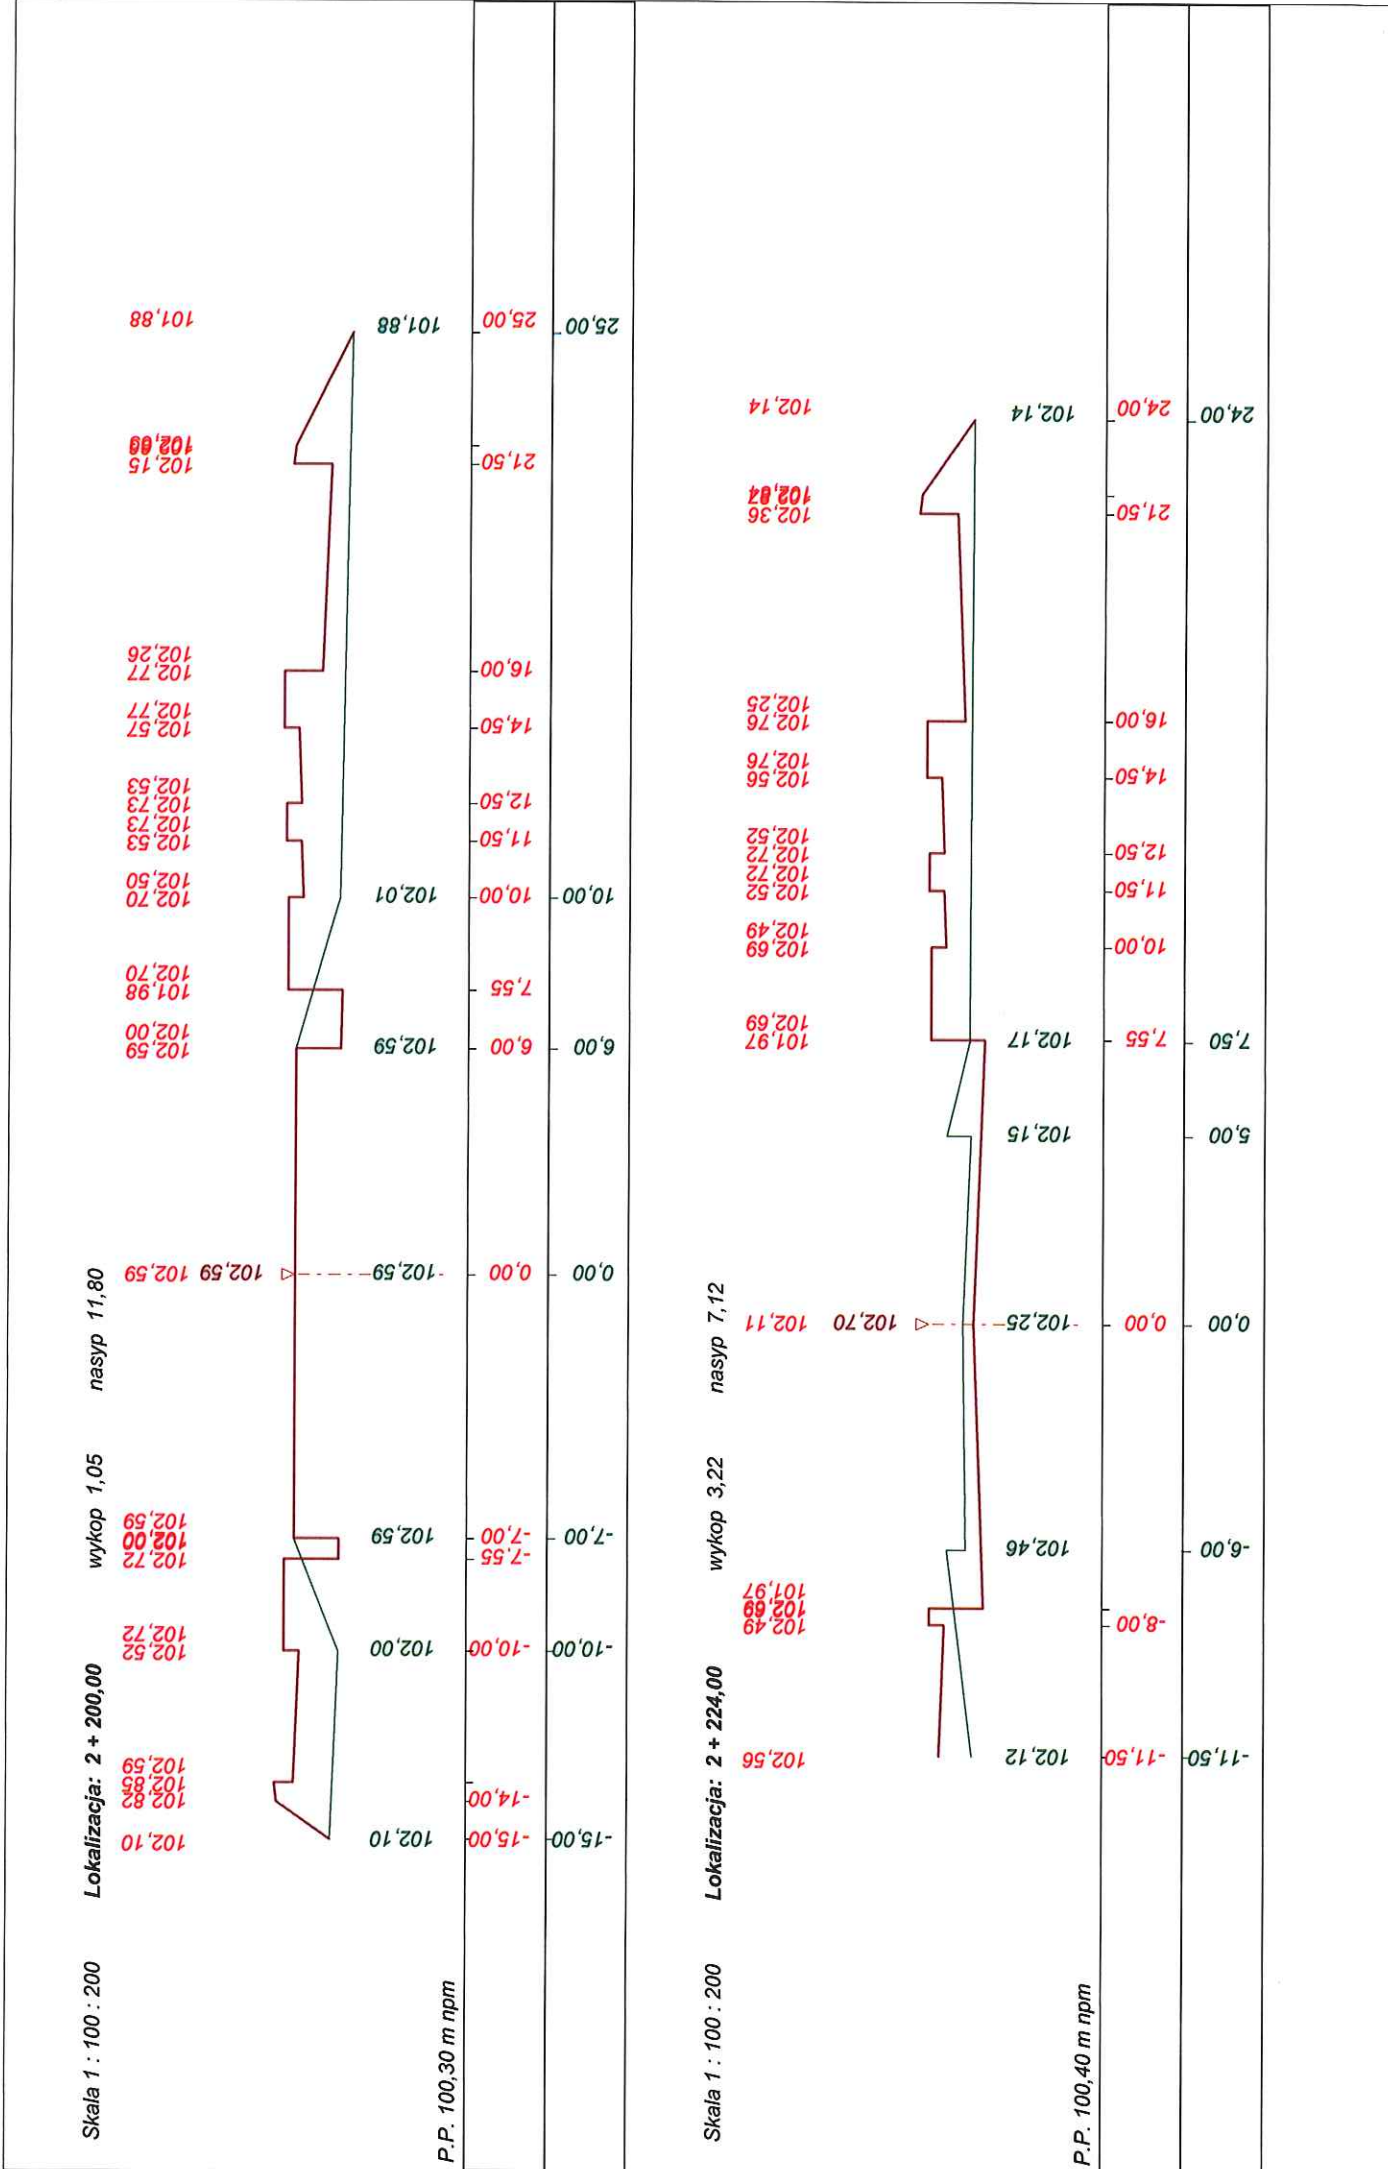 Skala 1 : 100 : 200 Lokalizacja: 2 + 200,00 wykop 1,05 nasyp 11,80
102,10 102,82 102,85 102,59 102,52 102,72 102,72 102,00 102,59 102,59 102,59 102,00 101,98 102,70 102,70 102,50 102,53 102,73 102,73 102,53 102,57 102,77 102,77 102,26 102,15 101,88
102,59
102,10 102,00 102,59 102,59 102,59 102,01 101,88
P.P. 100,30 m npm
-15,00 -14,00 -10,00 -7,55 -7,00 0,00 6,00 7,55 10,00 11,50 12,50 14,50 16,00 21,50 25,00
-15,00 -10,00 -7,00 0,00 6,00 10,00 25,00
Skala 1 : 100 : 200 Lokalizacja: 2 + 224,00 wykop 3,22 nasyp 7,12
102,56 102,49 102,69 101,97 102,11 101,97 102,69 102,69 102,49 102,52 102,72 102,72 102,52 102,56 102,76 102,76 102,25 102,36 102,14
102,70
102,12 102,46 102,25 102,15 102,17 102,14
P.P. 100,40 m npm
-11,50 -8,00 0,00 7,55 10,00 11,50 12,50 14,50 16,00 21,50 24,00
-11,50 -6,00 0,00 5,00 7,50 24,00